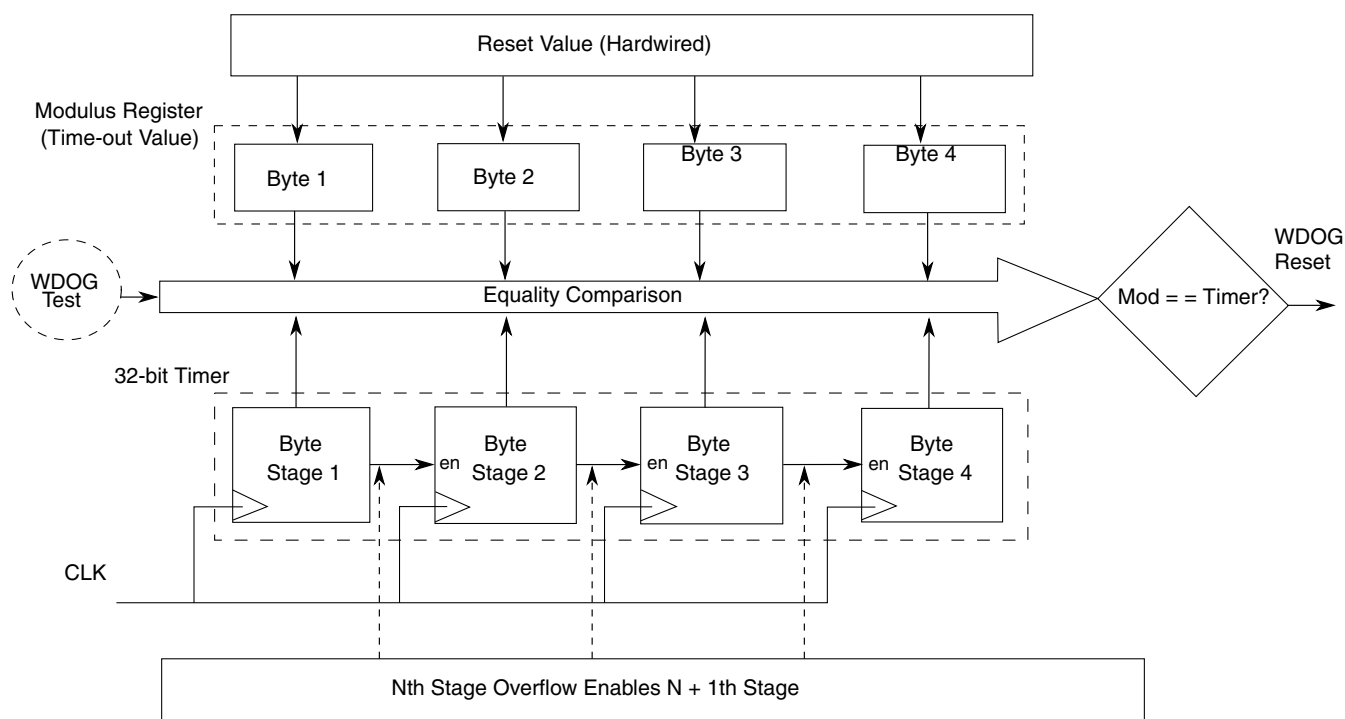 Reset Value (Hardwired)
Modulus Register
(Time-out Value)
Byte 1
Byte 2
Byte 3
Byte 4
WDOG
Test
Equality Comparison
Mod = = Timer?
WDOG
Reset
32-bit Timer
Byte
Stage 1
en
Byte
Stage 2
en
Byte
Stage 3
en
Byte
Stage 4
CLK
Nth Stage Overflow Enables N + 1th Stage